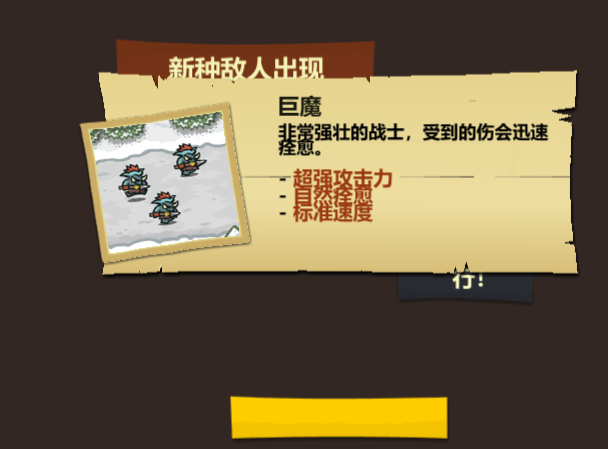 新种敌人出现
巨魔
非常强壮的战士，受到的伤会迅速
痊愈。
- 超强攻击力
- 自然痊愈
- 标准速度
行！